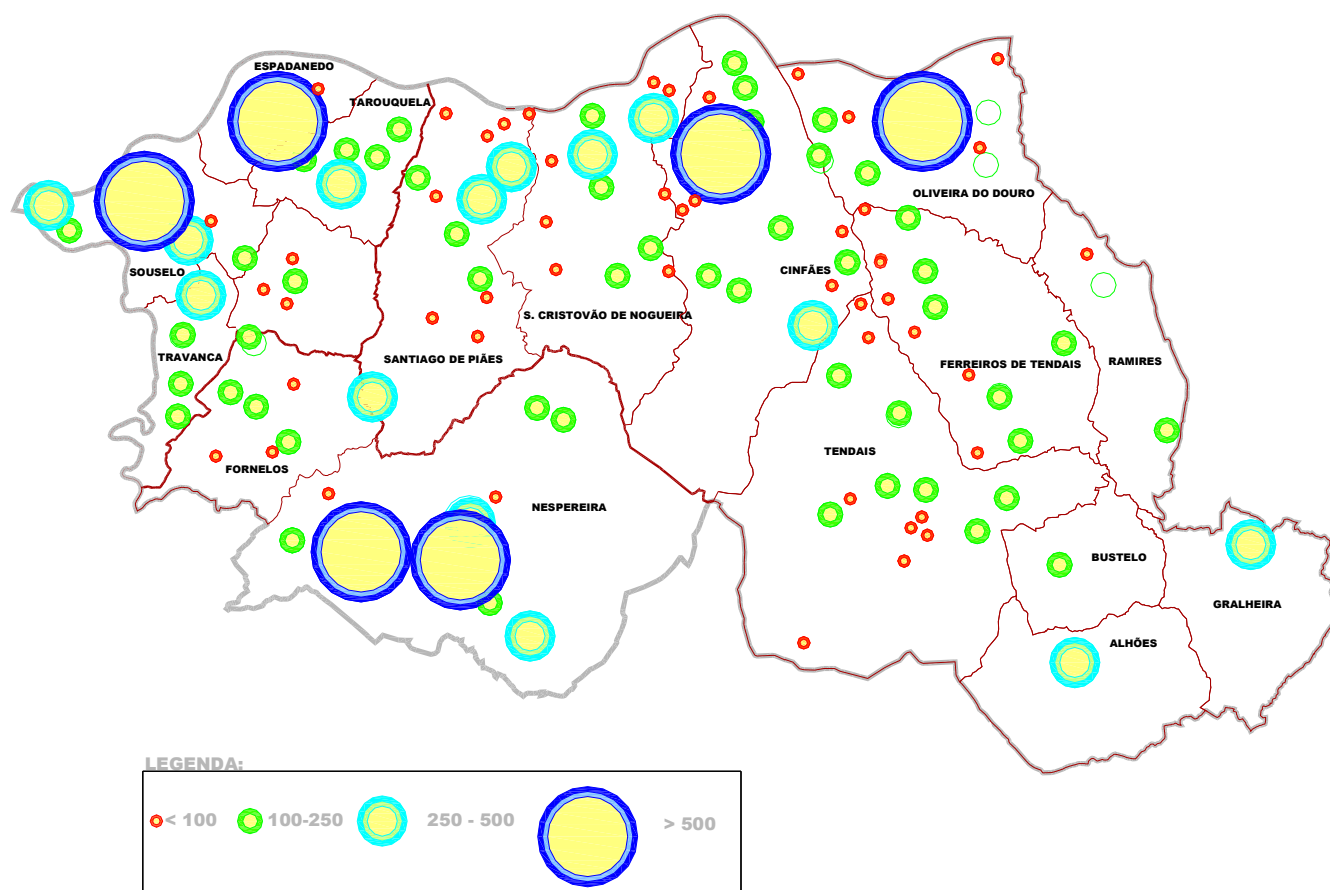 ESPADANEDO
TAROUQUELA
OLIVEIRA DO DOURO
SOUSELO
CINFÃES
S. CRISTOVÃO DE NOGUEIRA
TRAVANCA
SANTIAGO DE PIÃES
FERREIROS DE TENDAIS
RAMIRES
TENDAIS
FORNELOS
NESPEREIRA
BUSTELO
GRALHEIRA
ALHÕES
LEGENDA:
< 100 100-250 250 - 500 > 500